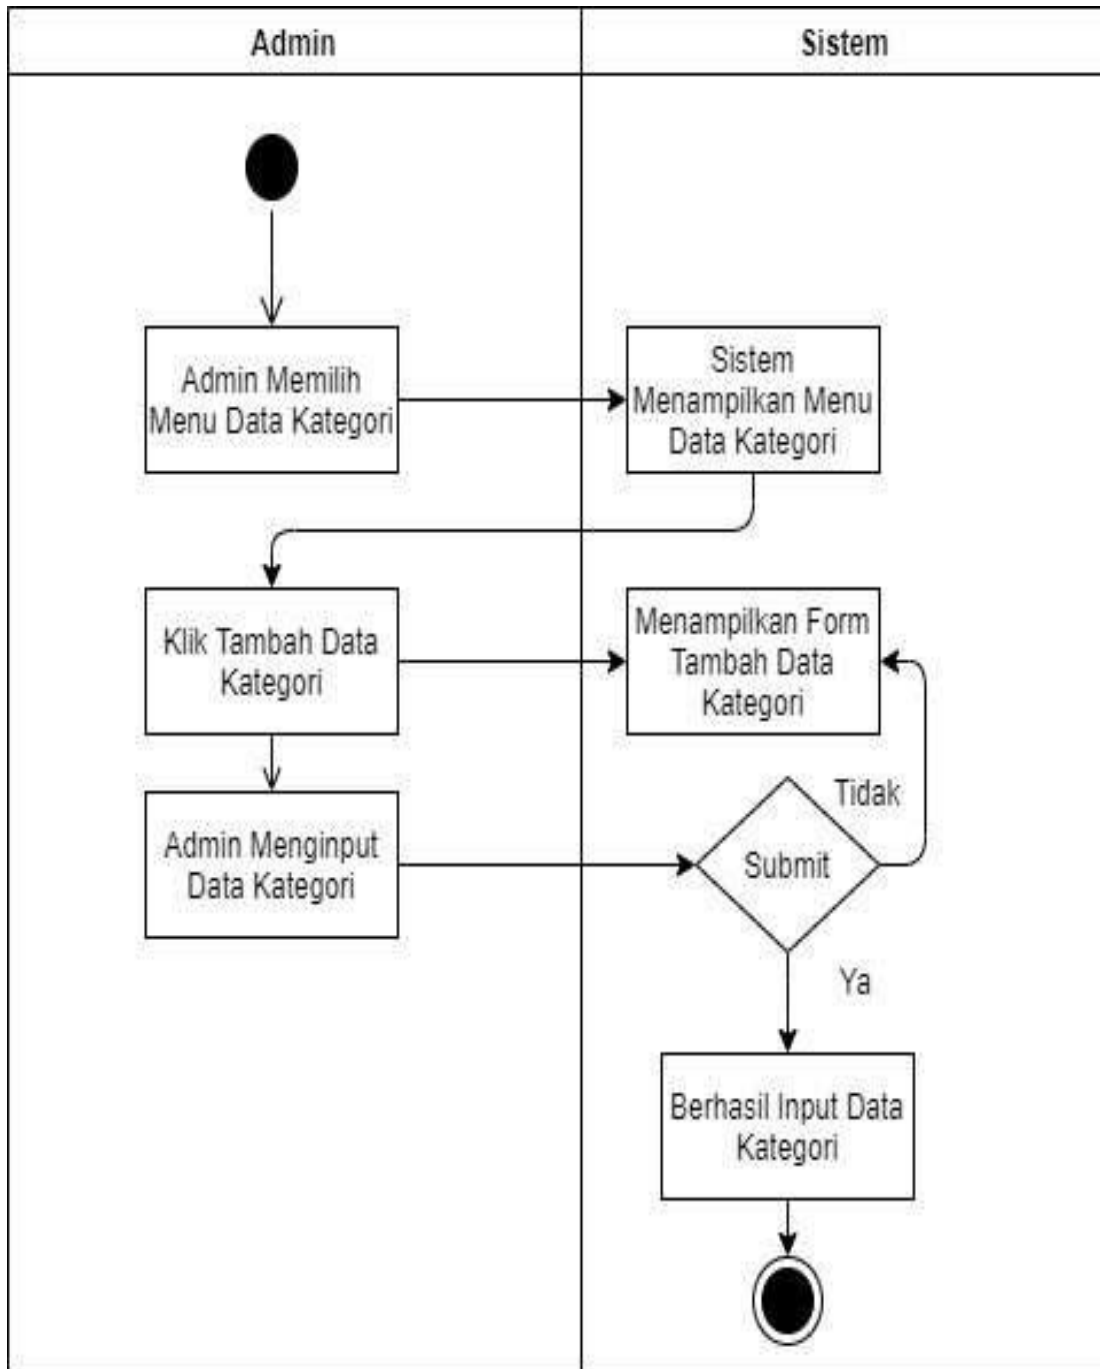 Admin
Sistem
Admin Memilih
Menu Data Kategori
Sistem
Menampilkan Menu
Data Kategori
Klik Tambah Data
Kategori
Menampilkan Form
Tambah Data
Kategori
Admin Menginput
Data Kategori
Submit
Tidak
Ya
Berhasil Input Data
Kategori